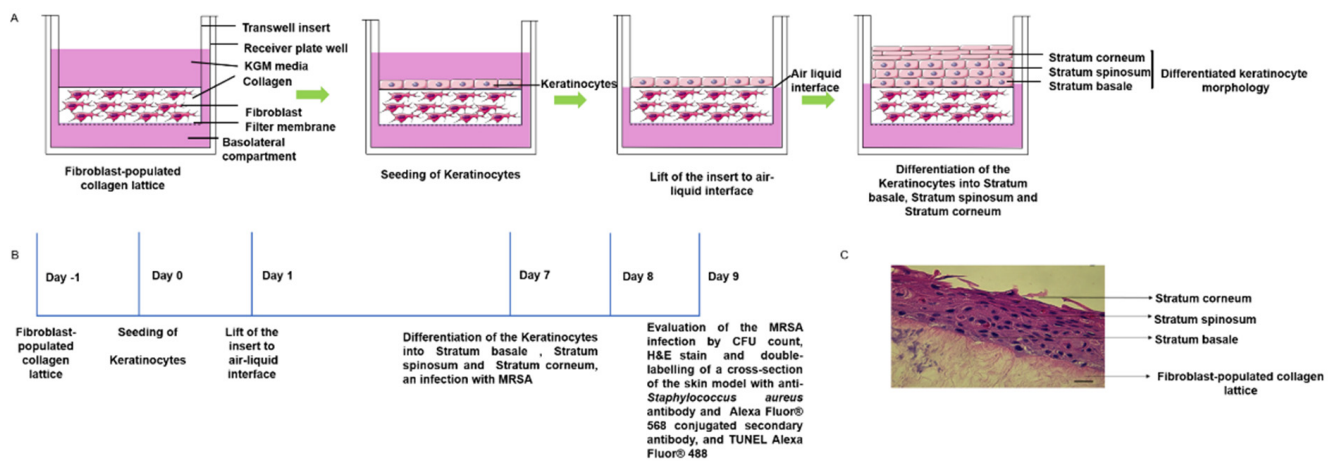 A
Transwell insert
Receiver plate well
KGM media
Collagen
Fibroblast
Filter membrane
Basolateral
compartment
Fibroblast-populated
collagen lattice
Keratinocytes
Seeding of Keratinocytes
Air liquid
interface
Lift of the insert to air-
liquid interface
Stratum corneum
Stratum spinosum
Stratum basale
Differentiated keratinocyte
morphology
Differentiation of the
Keratinocytes into Stratum
basale, Stratum spinosum and
Stratum corneum
B
Day -1
Day 0
Day 1
Day 7
Day 8
Day 9
Fibroblast-
populated
collagen
lattice
Seeding of
Keratinocytes
Lift of the
insert to
air-liquid
interface
Differentiation of the Keratinocytes
into Stratum basale , Stratum
spinosum and Stratum corneum,
an infection with MRSA
Evaluation of the MRSA
infection by CFU count,
H&E stain and double-
labelling of a cross-section
of the skin model with anti-
Staphylococcus aureus
antibody and Alexa Fluor®
568 conjugated secondary
antibody, and TUNEL Alexa
Fluor® 488
C
Stratum corneum
Stratum spinosum
Stratum basale
Fibroblast-populated collagen
lattice